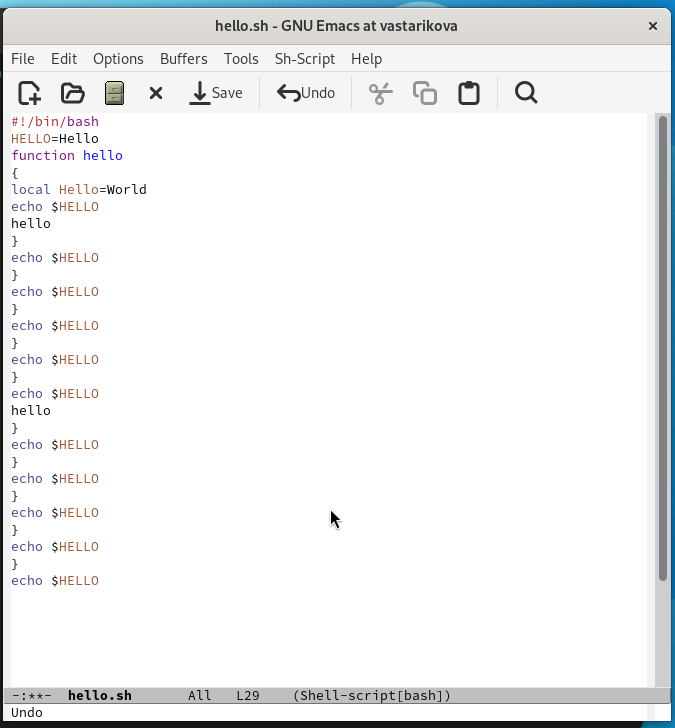 hello.sh - GNU Emacs at vastarikova
File Edit Options Buffers Tools Sh-Script Help
Save Undo
#!/bin/bash
HELLO=Hello
function hello
{
local Hello=World
echo $HELLO
hello
}
echo $HELLO
}
echo $HELLO
}
echo $HELLO
}
echo $HELLO
}
echo $HELLO
hello
}
echo $HELLO
}
echo $HELLO
}
echo $HELLO
}
echo $HELLO
}
echo $HELLO
-:**- hello.sh All L29 (Shell-script[bash])
Undo